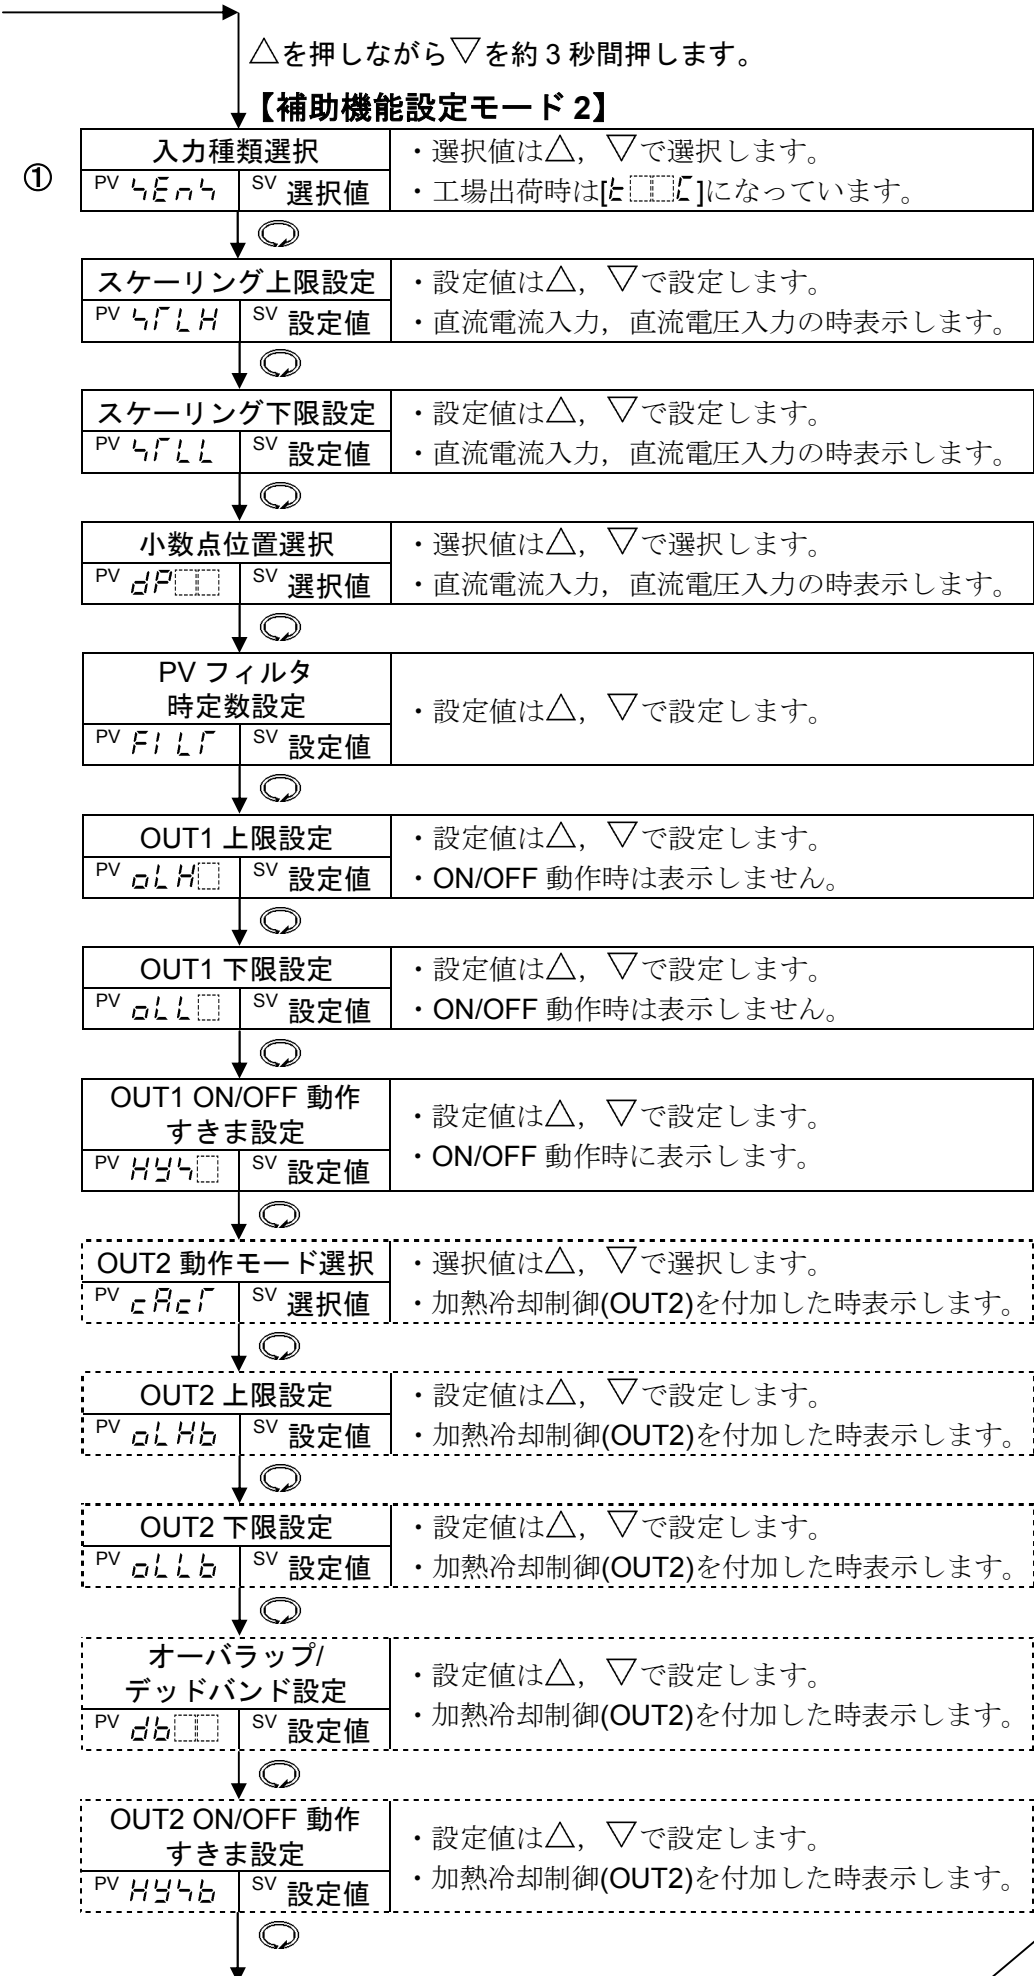 △を押しながら▽を約 3 秒間押します。
【補助機能設定モード 2】
①
入力種類選択
・選択値は△，▽で選択します。
PV SEnS SV 選択値
・工場出荷時は[E□□C]になっています。
スケーリング上限設定
・設定値は△，▽で設定します。
PV STLH SV 設定値
・直流電流入力，直流電圧入力の時表示します。
スケーリング下限設定
・設定値は△，▽で設定します。
PV STLL SV 設定値
・直流電流入力，直流電圧入力の時表示します。
小数点位置選択
・選択値は△，▽で選択します。
PV dP□□ SV 選択値
・直流電流入力，直流電圧入力の時表示します。
PV フィルタ
時定数設定
・設定値は△，▽で設定します。
PV FILT SV 設定値
OUT1 上限設定
・設定値は△，▽で設定します。
PV oLH□ SV 設定値
・ON/OFF 動作時は表示しません。
OUT1 下限設定
・設定値は△，▽で設定します。
PV oLL□ SV 設定値
・ON/OFF 動作時は表示しません。
OUT1 ON/OFF 動作
すきま設定
・設定値は△，▽で設定します。
・ON/OFF 動作時に表示します。
PV HYS□ SV 設定値
OUT2 動作モード選択
・選択値は△，▽で選択します。
PV cAcT SV 選択値
・加熱冷却制御(OUT2)を付加した時表示します。
OUT2 上限設定
・設定値は△，▽で設定します。
PV oLHb SV 設定値
・加熱冷却制御(OUT2)を付加した時表示します。
OUT2 下限設定
・設定値は△，▽で設定します。
PV oLLb SV 設定値
・加熱冷却制御(OUT2)を付加した時表示します。
オーバラップ/
デッドバンド設定
・設定値は△，▽で設定します。
・加熱冷却制御(OUT2)を付加した時表示します。
PV db□□ SV 設定値
OUT2 ON/OFF 動作
すきま設定
・設定値は△，▽で設定します。
・加熱冷却制御(OUT2)を付加した時表示します。
PV HYSb SV 設定値